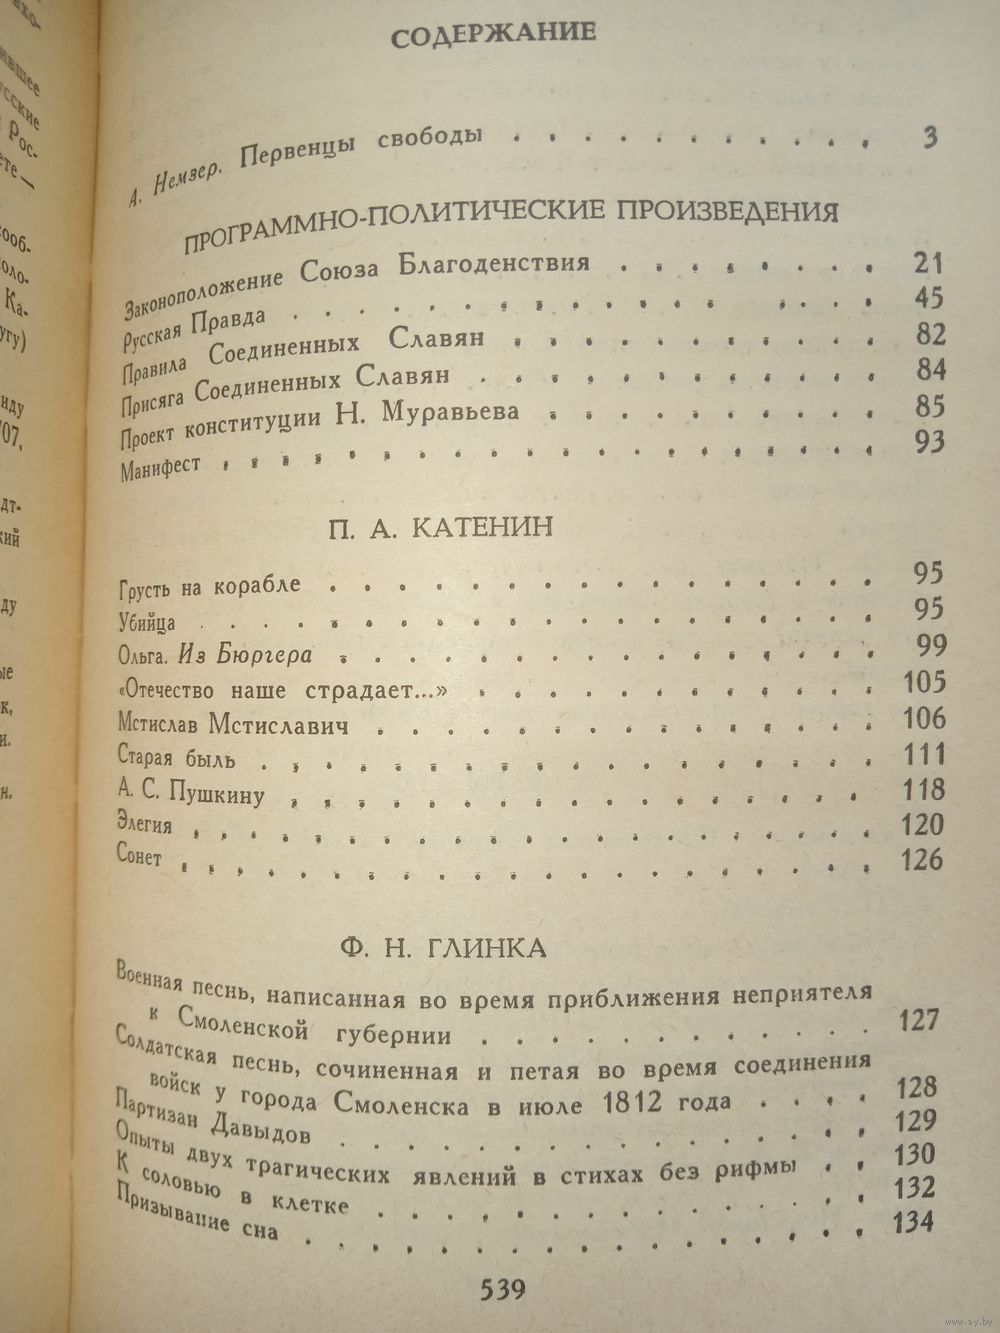 СОДЕРЖАНИЕ
А. Немзер. Первенцы свободы . . . . . . . . . . . 3
ПРОГРАММНО-ПОЛИТИЧЕСКИЕ ПРОИЗВЕДЕНИЯ
Законоположение Союза Благоденствия . . . . . . . . 21
Русская Правда . . . . . . . . . . . . . . . . 45
Правила Соединенных Славян . . . . . . . . . . . 82
Присяга Соединенных Славян . . . . . . . . . . . . 84
Проект конституции Н. Муравьева . . . . . . . . . . 85
Манифест . . . . . . . . . . . . . . . . . . . 93
П. А. КАТЕНИН
Грусть на корабле . . . . . . . . . . . . . . . . 95
Убийца . . . . . . . . . . . . . . . . . . . . 95
Ольга. Из Бюргера . . . . . . . . . . . . . . . . 99
«Отечество наше страдает...» . . . . . . . . . . . . 105
Мстислав Мстиславич . . . . . . . . . . . . . . . 106
Старая быль . . . . . . . . . . . . . . . . . . 111
А. С. Пушкину . . . . . . . . . . . . . . . . . 118
Элегия . . . . . . . . . . . . . . . . . . . . 120
Сонет . . . . . . . . . . . . . . . . . . . . 126
Ф. Н. ГЛИНКА
Военная песнь, написанная во время приближения неприятеля
к Смоленской губернии . . . . . . . . . . . . 127
Солдатская песнь, сочиненная и петая во время соединения
войск у города Смоленска в июле 1812 года . . . . 128
Партизан Давыдов . . . . . . . . . . . . . . . . 129
Опыты двух трагических явлений в стихах без рифмы . . 130
К соловью в клетке . . . . . . . . . . . . . . . 132
Призывание сна . . . . . . . . . . . . . . . . . 134
539
www.ay.by